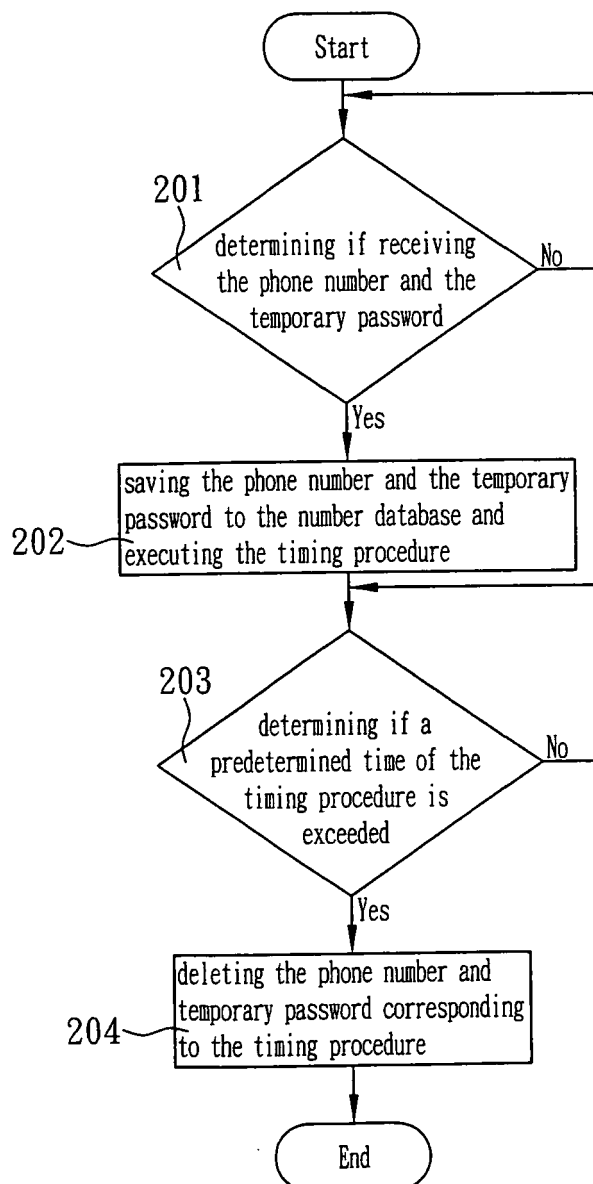 Start
201
determining if receiving
the phone number and the
temporary password
No
Yes
saving the phone number and the temporary
password to the number database and
executing the timing procedure
202
203
determining if a
predetermined time of the
timing procedure is
exceeded
No
Yes
deleting the phone number and
temporary password corresponding
to the timing procedure
204
End